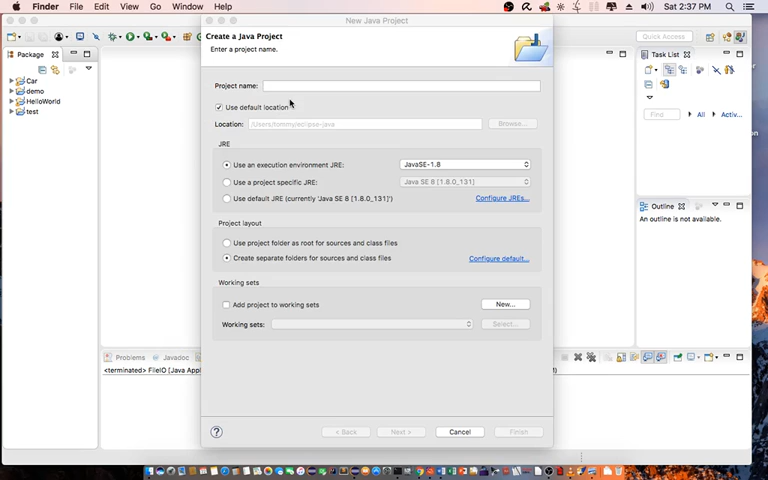 Finder File Edit View Go Window Help
Sat 2:37 PM
New Java Project
Create a Java Project
Enter a project name.
Quick Access
Package
Car
demo
HelloWorld
test
Project name:
Use default location
Location:
Browse...
JRE
Use an execution environment JRE:
JavaSE-1.8
Use a project specific JRE:
Java SE 8 [1.8.0_131]
Use default JRE (currently 'Java SE 8 [1.8.0_131]')
Configure JREs...
Project layout
Use project folder as root for sources and class files
Create separate folders for sources and class files
Configure default...
Working sets
Add project to working sets
New...
Working sets:
Select...
? < Back Next > Cancel Finish
Task List
Find All Activ...
Outline
An outline is not available.
Problems Javadoc
<terminated> FileIO [Java Appl